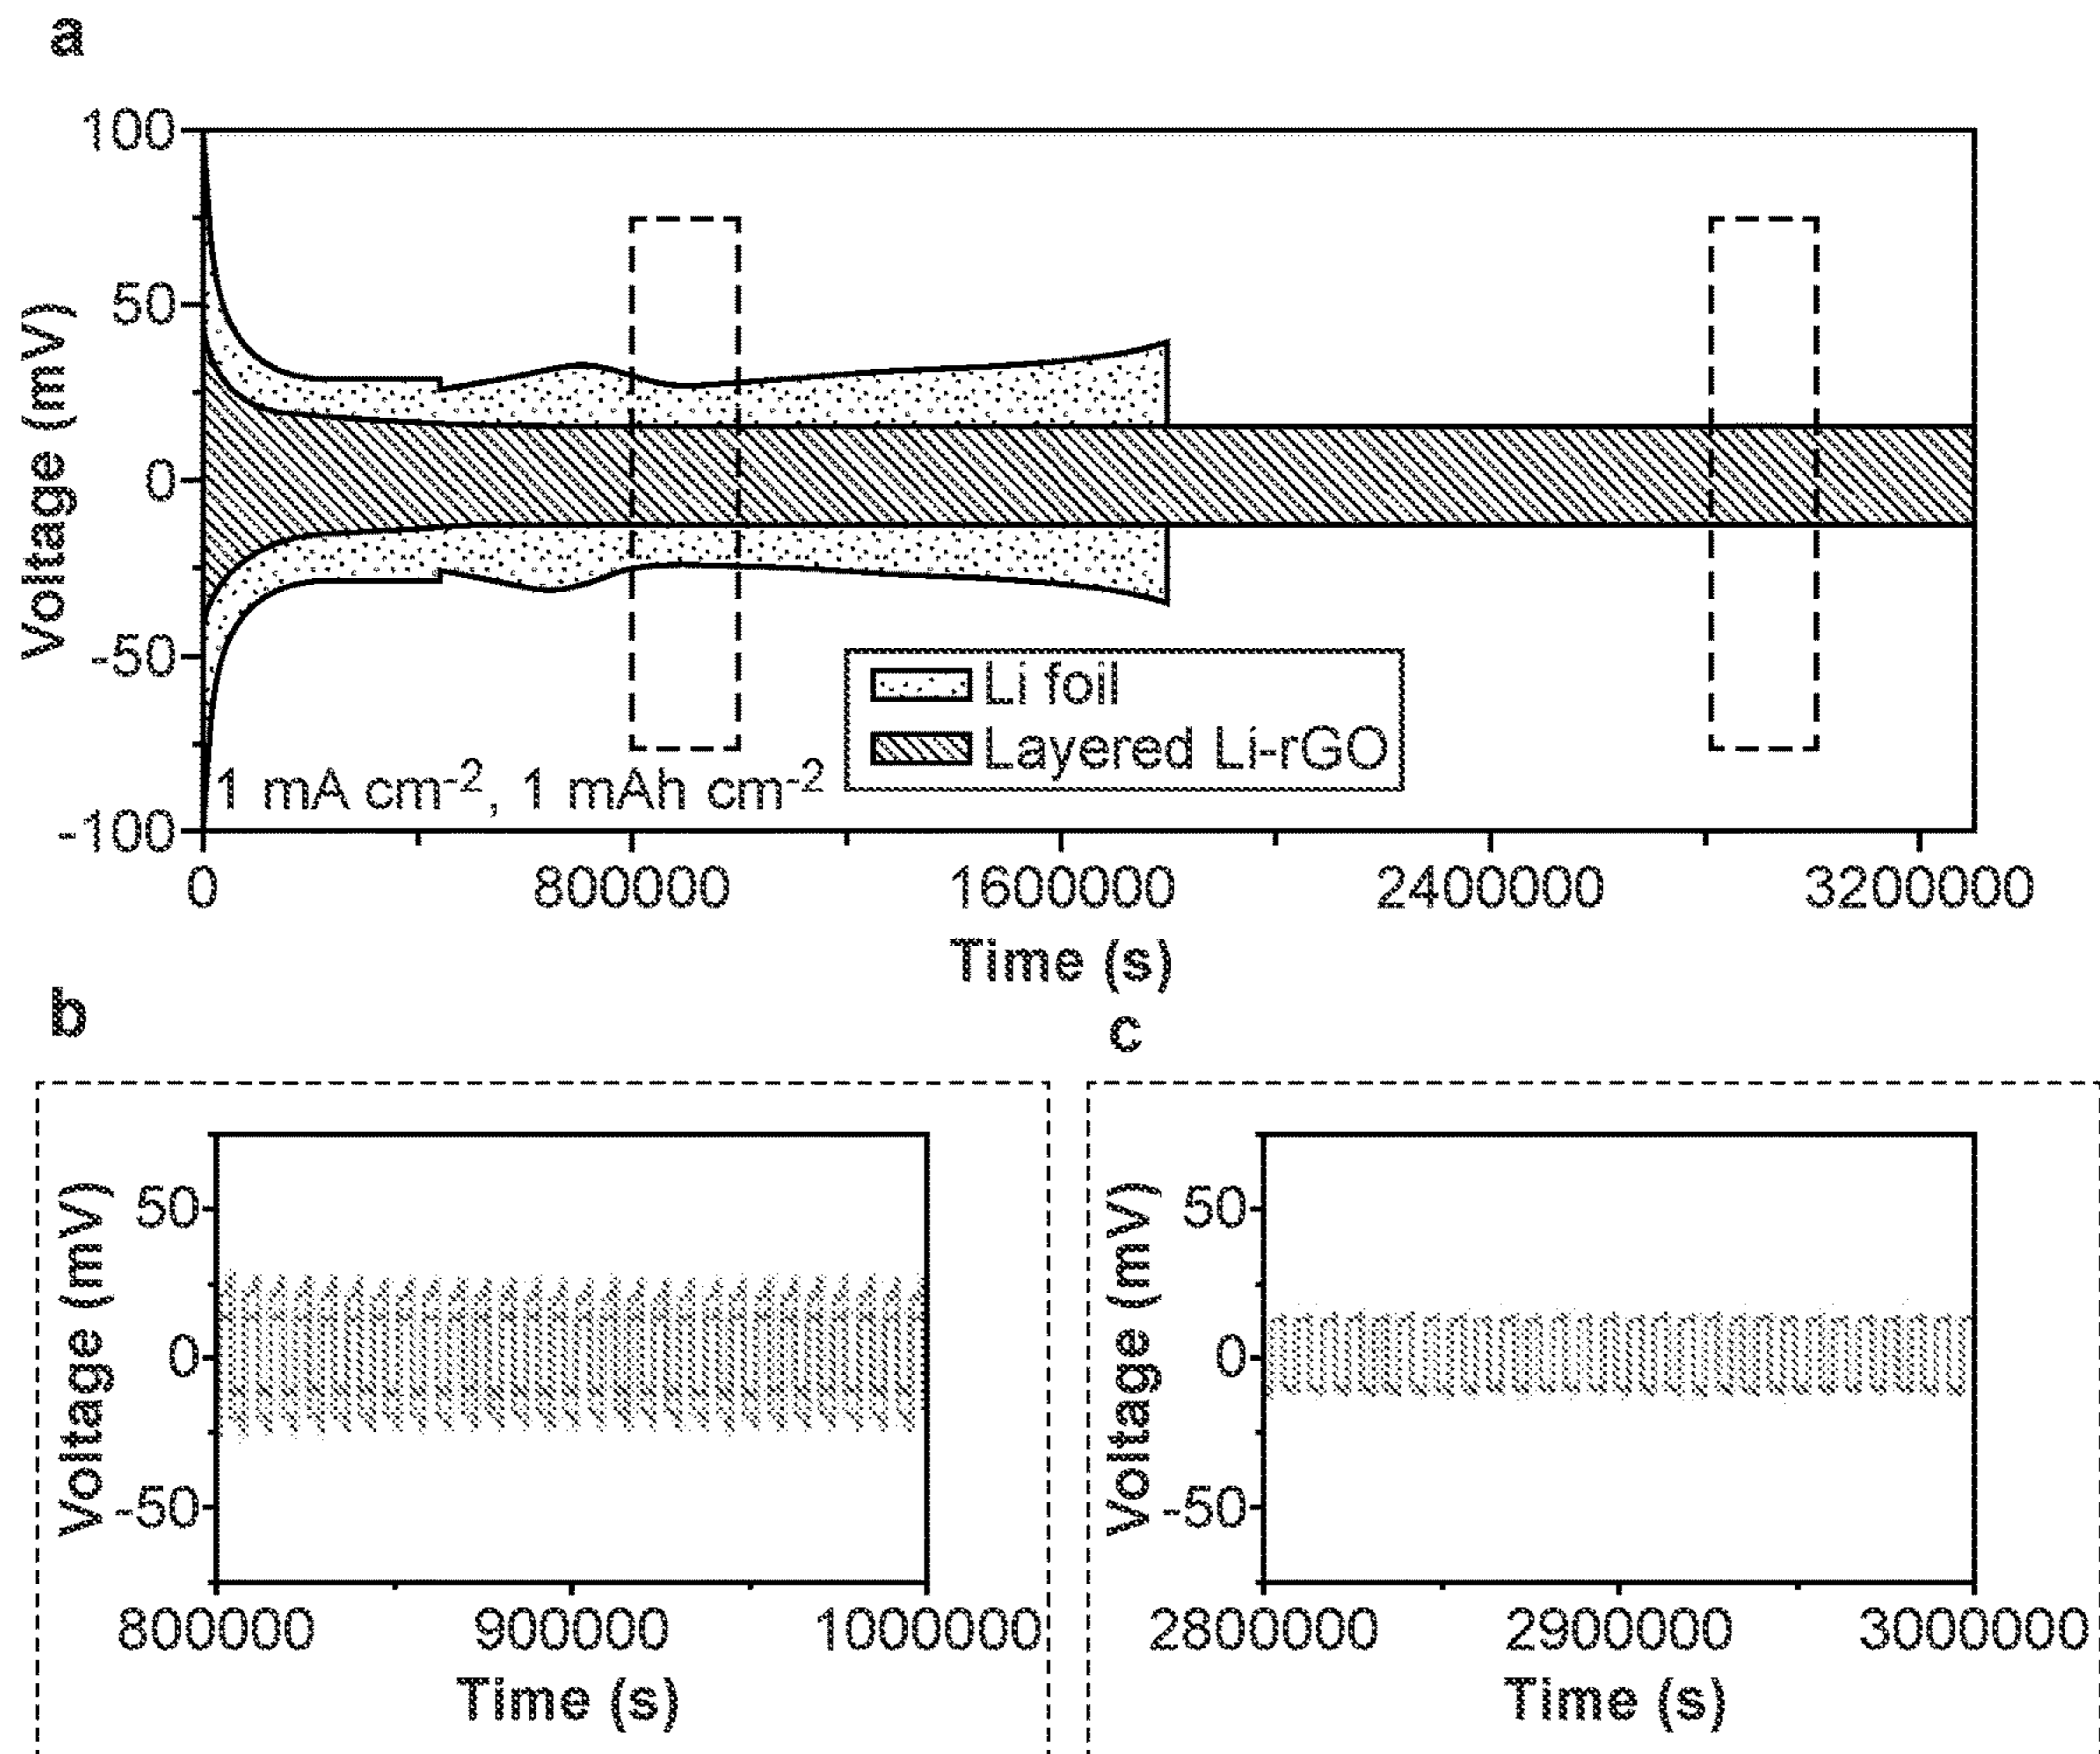 a
100
50
0
-50
-100
Voltage (mV)
Li foil
Layered Li-rGO
1 mA cm⁻², 1 mAh cm⁻²
0 800000 1600000 2400000 3200000
Time (s)
b
50
0
-50
Voltage (mV)
800000 900000 1000000
Time (s)
c
50
0
-50
Voltage (mV)
2800000 2900000 3000000
Time (s)